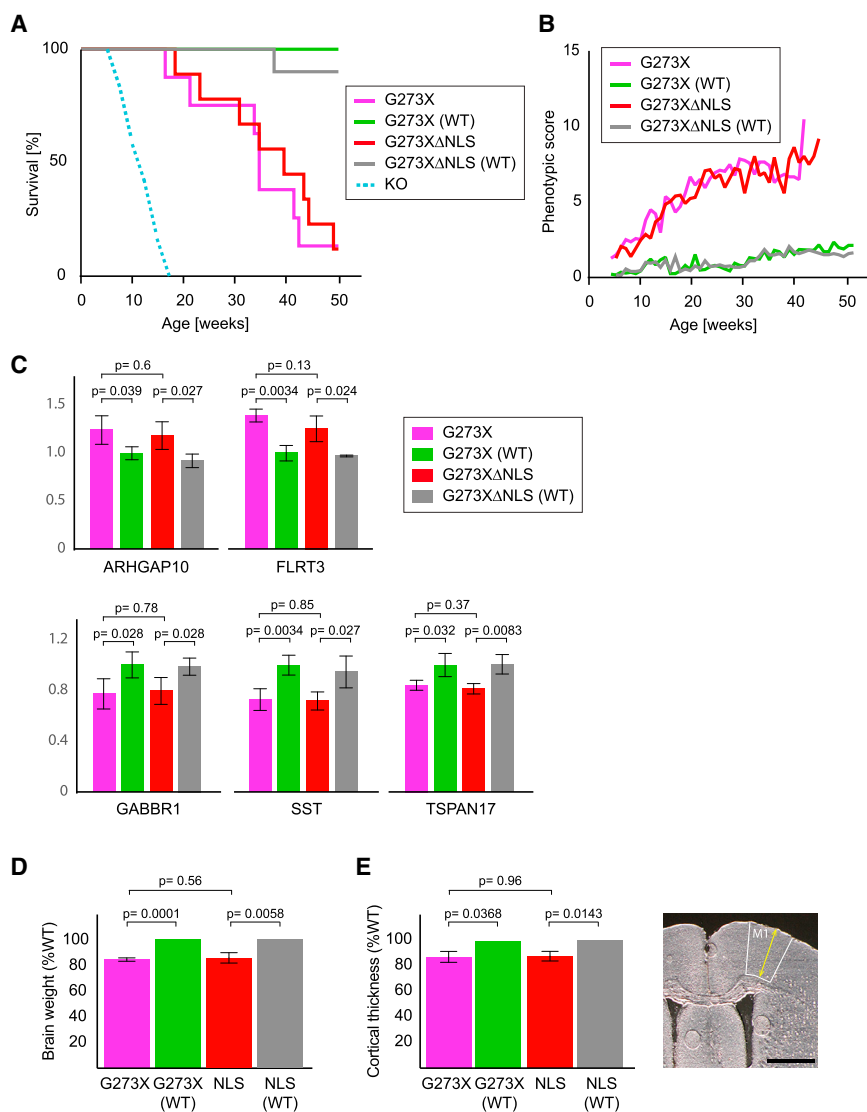 A
100
50
0
Survival [%]
0 10 20 30 40 50
Age [weeks]
G273X
G273X (WT)
G273XΔNLS
G273XΔNLS (WT)
KO
B
15
10
5
0
Phenotypic score
0 10 20 30 40 50
Age [weeks]
G273X
G273X (WT)
G273XΔNLS
G273XΔNLS (WT)
C
p= 0.6
p= 0.039 p= 0.027
p= 0.13
p= 0.0034 p= 0.024
1.5
1.0
0.5
0
ARHGAP10 FLRT3
G273X
G273X (WT)
G273XΔNLS
G273XΔNLS (WT)
p= 0.78
p= 0.028 p= 0.028
p= 0.85
p= 0.0034 p= 0.027
p= 0.37
p= 0.032 p= 0.0083
1.2
0.8
0.4
0
GABBR1 SST TSPAN17
D
p= 0.56
p= 0.0001 p= 0.0058
100
80
60
40
20
Brain weight (%WT)
G273X G273X NLS NLS
(WT) (WT)
E
p= 0.96
p= 0.0368 p= 0.0143
100
80
60
40
20
Cortical thickness (%WT)
G273X G273X NLS NLS
(WT) (WT)
M1